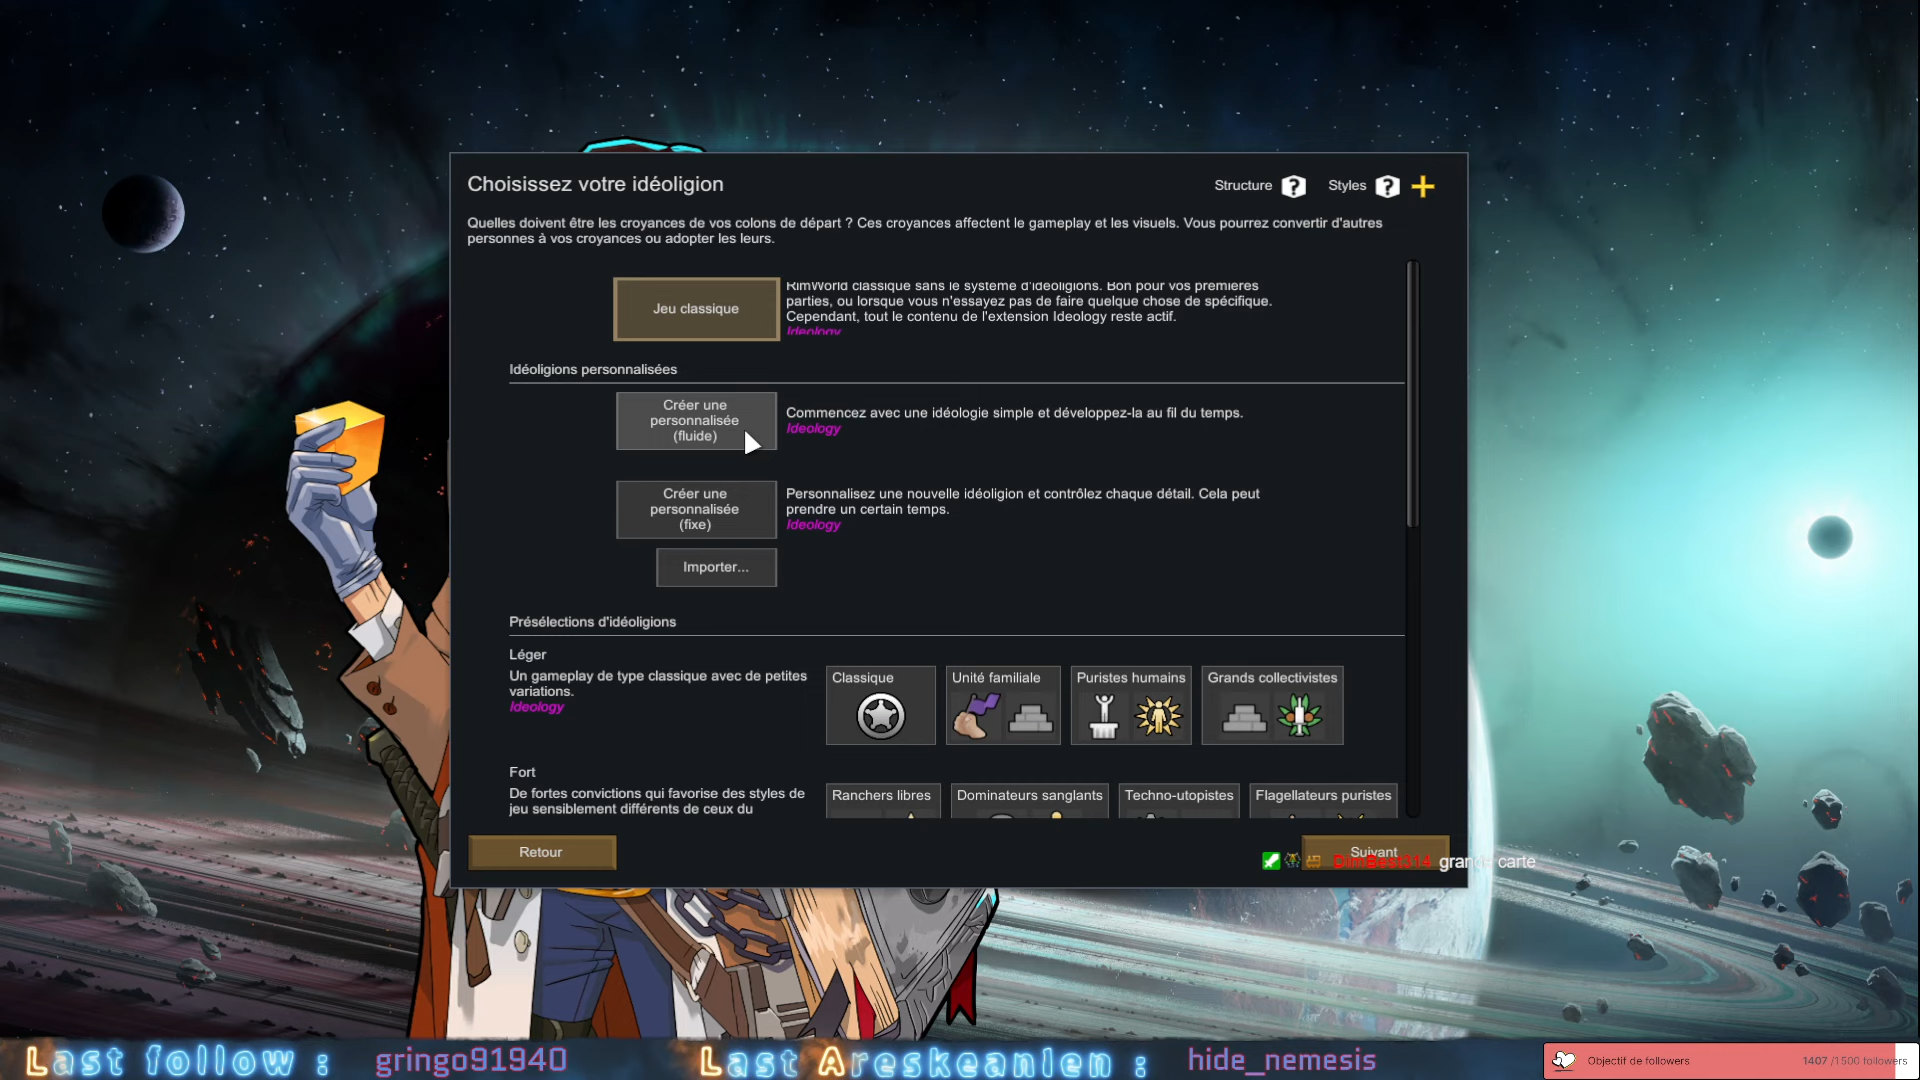 Choisissez votre idéoligion
Structure
Styles
Quelles doivent être les croyances de vos colons de départ ? Ces croyances affectent le gameplay et les visuels. Vous pourrez convertir d'autres
personnes à vos croyances ou adopter les leurs.
Jeu classique
RimWorld classique sans le système d'idéoligions. Bon pour vos premières
parties, ou lorsque vous n'essayez pas de faire quelque chose de spécifique.
Cependant, tout le contenu de l'extension Ideology reste actif.
Ideology
Idéoligions personnalisées
Créer une
personnalisée
(fluide)
Commencez avec une idéologie simple et développez-la au fil du temps.
Ideology
Créer une
personnalisée
(fixe)
Personnalisez une nouvelle idéoligion et contrôlez chaque détail. Cela peut
prendre un certain temps.
Ideology
Importer...
Présélections d'idéoligions
Léger
Un gameplay de type classique avec de petites
variations.
Ideology
Classique
Unité familiale
Puristes humains
Grands collectivistes
Fort
De fortes convictions qui favorise des styles de
jeu sensiblement différents de ceux du
Ranchers libres
Dominateurs sanglants
Techno-utopistes
Flagellateurs puristes
Retour
Suivant
DimBest314 grande carte
Last follow :
gringo91940
Last Areskeanien :
hide_nemesis
Objectif de followers
1407 /1500 followers